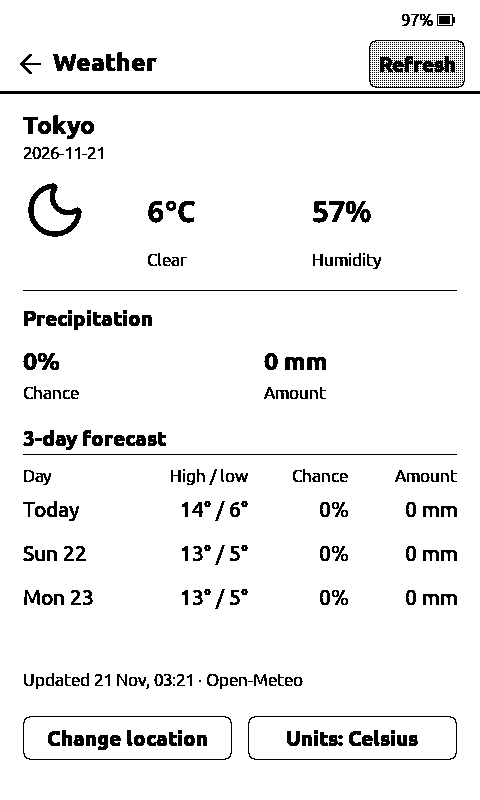 97%
Weather
Refresh
Tokyo
2026-11-21
6°C
57%
Clear
Humidity
Precipitation
0%
0 mm
Chance
Amount
3-day forecast
Day High / low Chance Amount
Today 14° / 6° 0% 0 mm
Sun 22 13° / 5° 0% 0 mm
Mon 23 13° / 5° 0% 0 mm
Updated 21 Nov, 03:21 · Open-Meteo
Change location
Units: Celsius